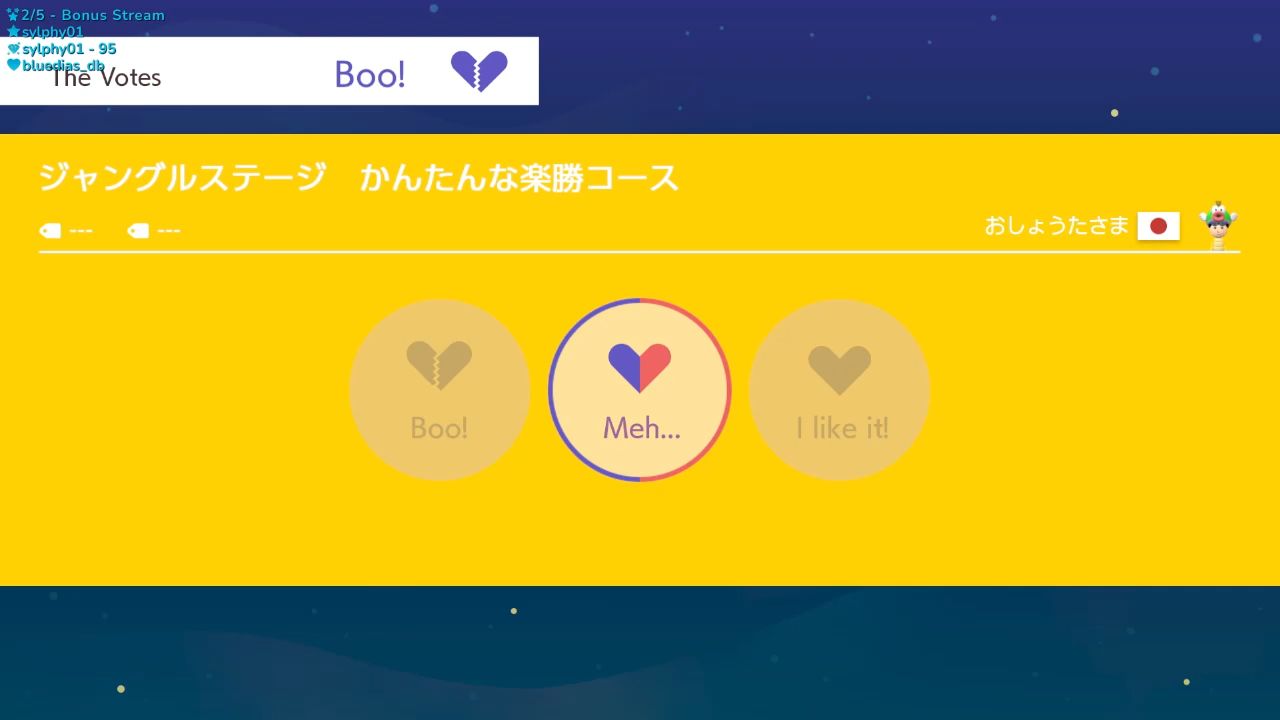 2/5 - Bonus Stream
sylphy01
sylphy01 - 95
bluedias_db
The Votes Boo!
ジャングルステージ　かんたんな楽勝コース
--- ---
おしょうたさま
Boo! Meh... I like it!